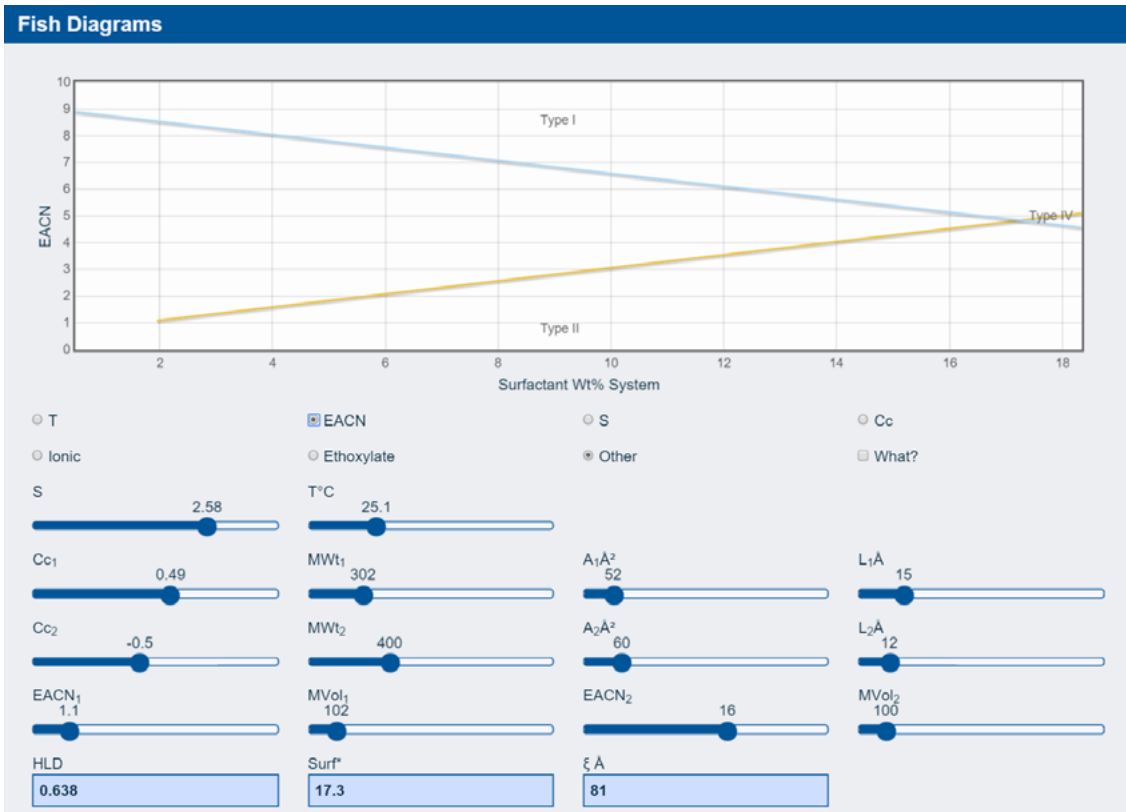 Fish Diagrams
10
9
8
7
6
5
4
3
2
1
0
EACN
Type I
Type IV
Type II
2 4 6 8 10 12 14 16 18
Surfactant Wt% System
T EACN S Cc
Ionic Ethoxylate Other What?
S T°C
2.58 25.1
Cc₁ MWt₁ A₁Å² L₁Å
0.49 302 52 15
Cc₂ MWt₂ A₂Å² L₂Å
-0.5 400 60 12
EACN₁ MVol₁ EACN₂ MVol₂
1.1 102 16 100
HLD Surf* ξ Å
0.638 17.3 81